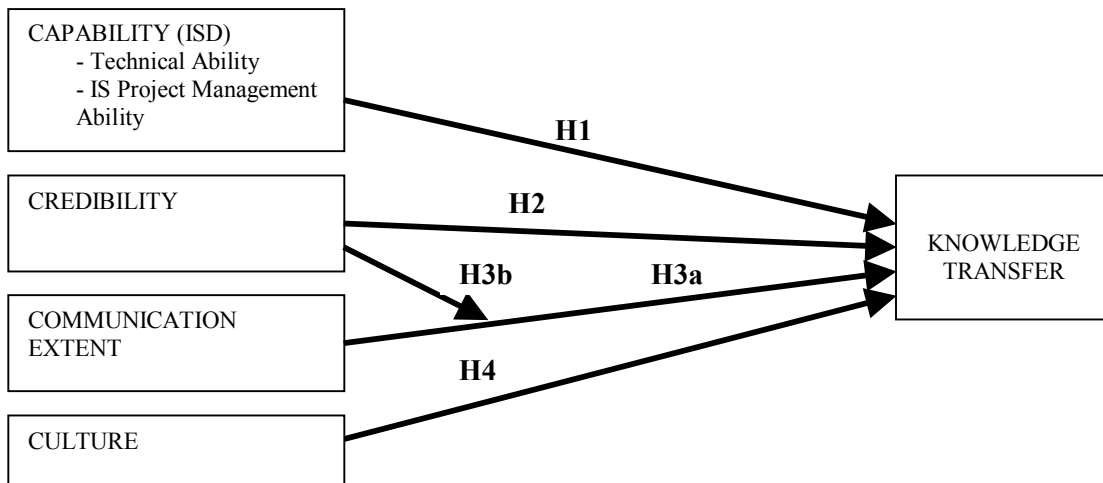 CAPABILITY (ISD)
- Technical Ability
- IS Project Management
Ability
H1
CREDIBILITY
H2
KNOWLEDGE
TRANSFER
H3b
H3a
COMMUNICATION
EXTENT
H4
CULTURE